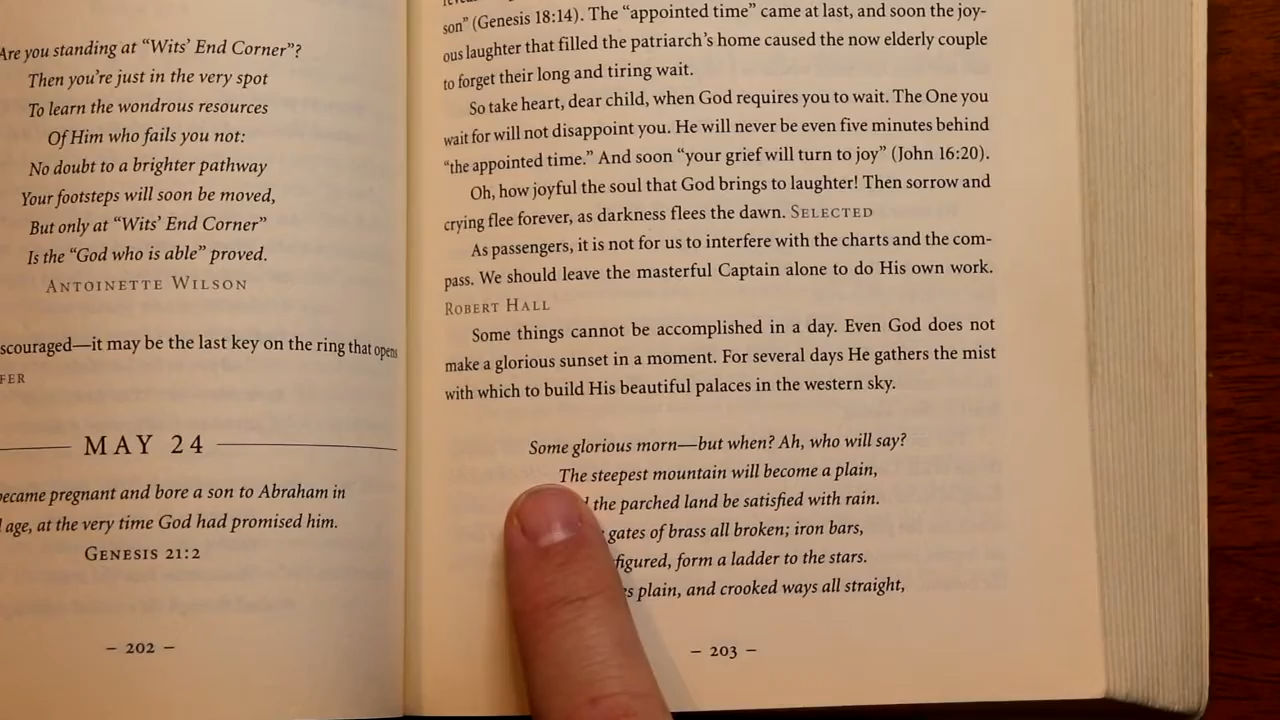 Are you standing at “Wits’ End Corner”?
Then you’re just in the very spot
To learn the wondrous resources
Of Him who fails you not:
No doubt to a brighter pathway
Your footsteps will soon be moved,
But only at “Wits’ End Corner”
Is the “God who is able” proved.
ANTOINETTE WILSON
scouraged—it may be the last key on the ring that opens
FER
MAY 24
became pregnant and bore a son to Abraham in
age, at the very time God had promised him.
GENESIS 21:2
– 202 –
son” (Genesis 18:14). The “appointed time” came at last, and soon the joy-
ous laughter that filled the patriarch’s home caused the now elderly couple
to forget their long and tiring wait.
So take heart, dear child, when God requires you to wait. The One you
wait for will not disappoint you. He will never be even five minutes behind
“the appointed time.” And soon “your grief will turn to joy” (John 16:20).
Oh, how joyful the soul that God brings to laughter! Then sorrow and
crying flee forever, as darkness flees the dawn. SELECTED
As passengers, it is not for us to interfere with the charts and the com-
pass. We should leave the masterful Captain alone to do His own work.
ROBERT HALL
Some things cannot be accomplished in a day. Even God does not
make a glorious sunset in a moment. For several days He gathers the mist
with which to build His beautiful palaces in the western sky.
Some glorious morn—but when? Ah, who will say?
The steepest mountain will become a plain,
the parched land be satisfied with rain.
gates of brass all broken; iron bars,
figured, form a ladder to the stars.
plain, and crooked ways all straight,
– 203 –